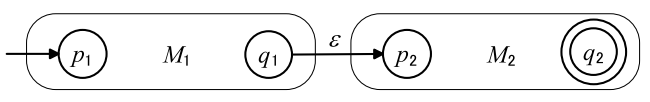 p₁ M₁ q₁ ε p₂ M₂ q₂